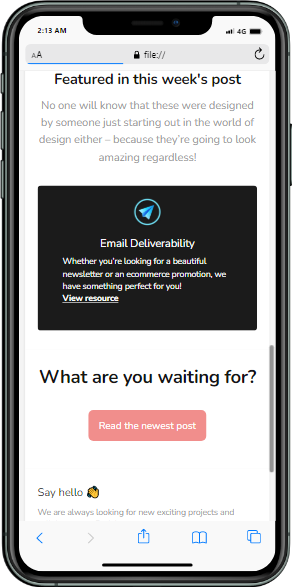 2:13 AM
4G
AA
file://
Featured in this week's post
No one will know that these were designed
by someone just starting out in the world of
design either – because they're going to look
amazing regardless!
Email Deliverability
Whether you're looking for a beautiful
newsletter or an ecommerce promotion, we
have something perfect for you!
View resource
What are you waiting for?
Read the newest post
Say hello 👏
We are always looking for new exciting projects and